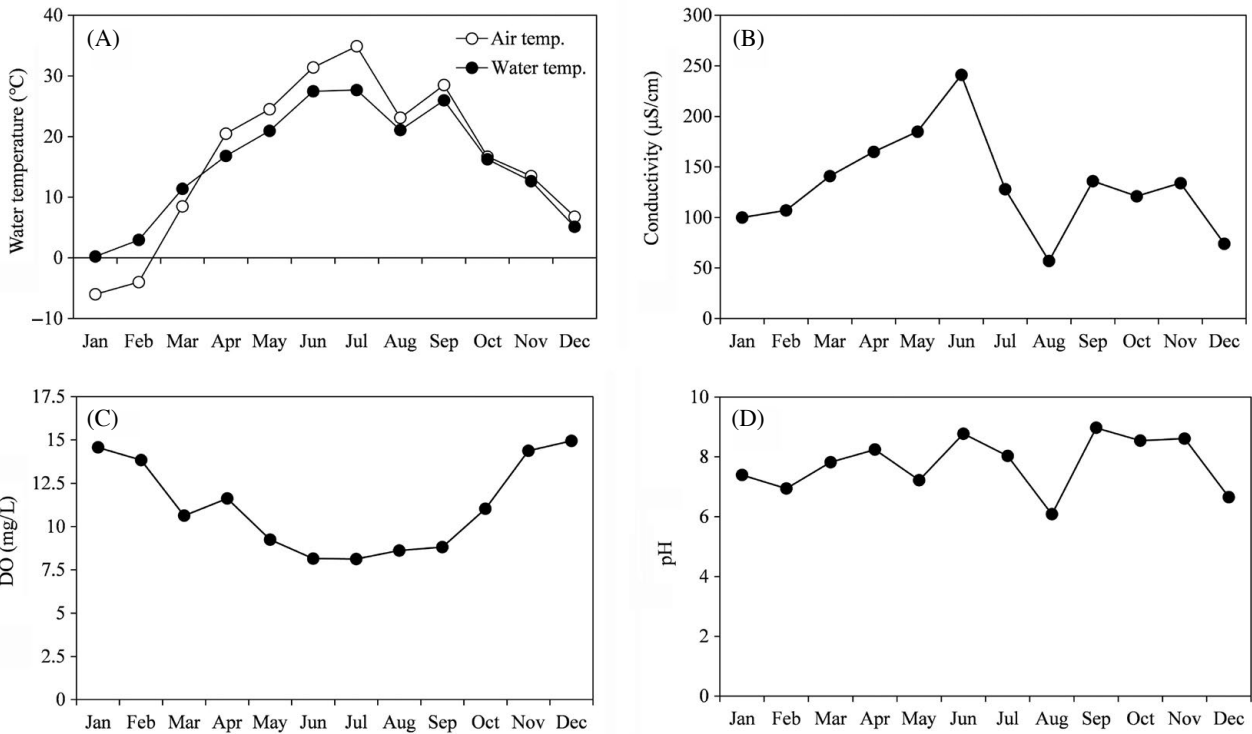 (A)
Air temp.
Water temp.
Water temperature (°C)
40
30
20
10
0
–10
Jan Feb Mar Apr May Jun Jul Aug Sep Oct Nov Dec
(B)
Conductivity (μS/cm)
300
250
200
150
100
50
0
Jan Feb Mar Apr May Jun Jul Aug Sep Oct Nov Dec
(C)
DO (mg/L)
17.5
15
12.5
10
7.5
5
2.5
0
Jan Feb Mar Apr May Jun Jul Aug Sep Oct Nov Dec
(D)
pH
10
8
6
4
2
0
Jan Feb Mar Apr May Jun Jul Aug Sep Oct Nov Dec